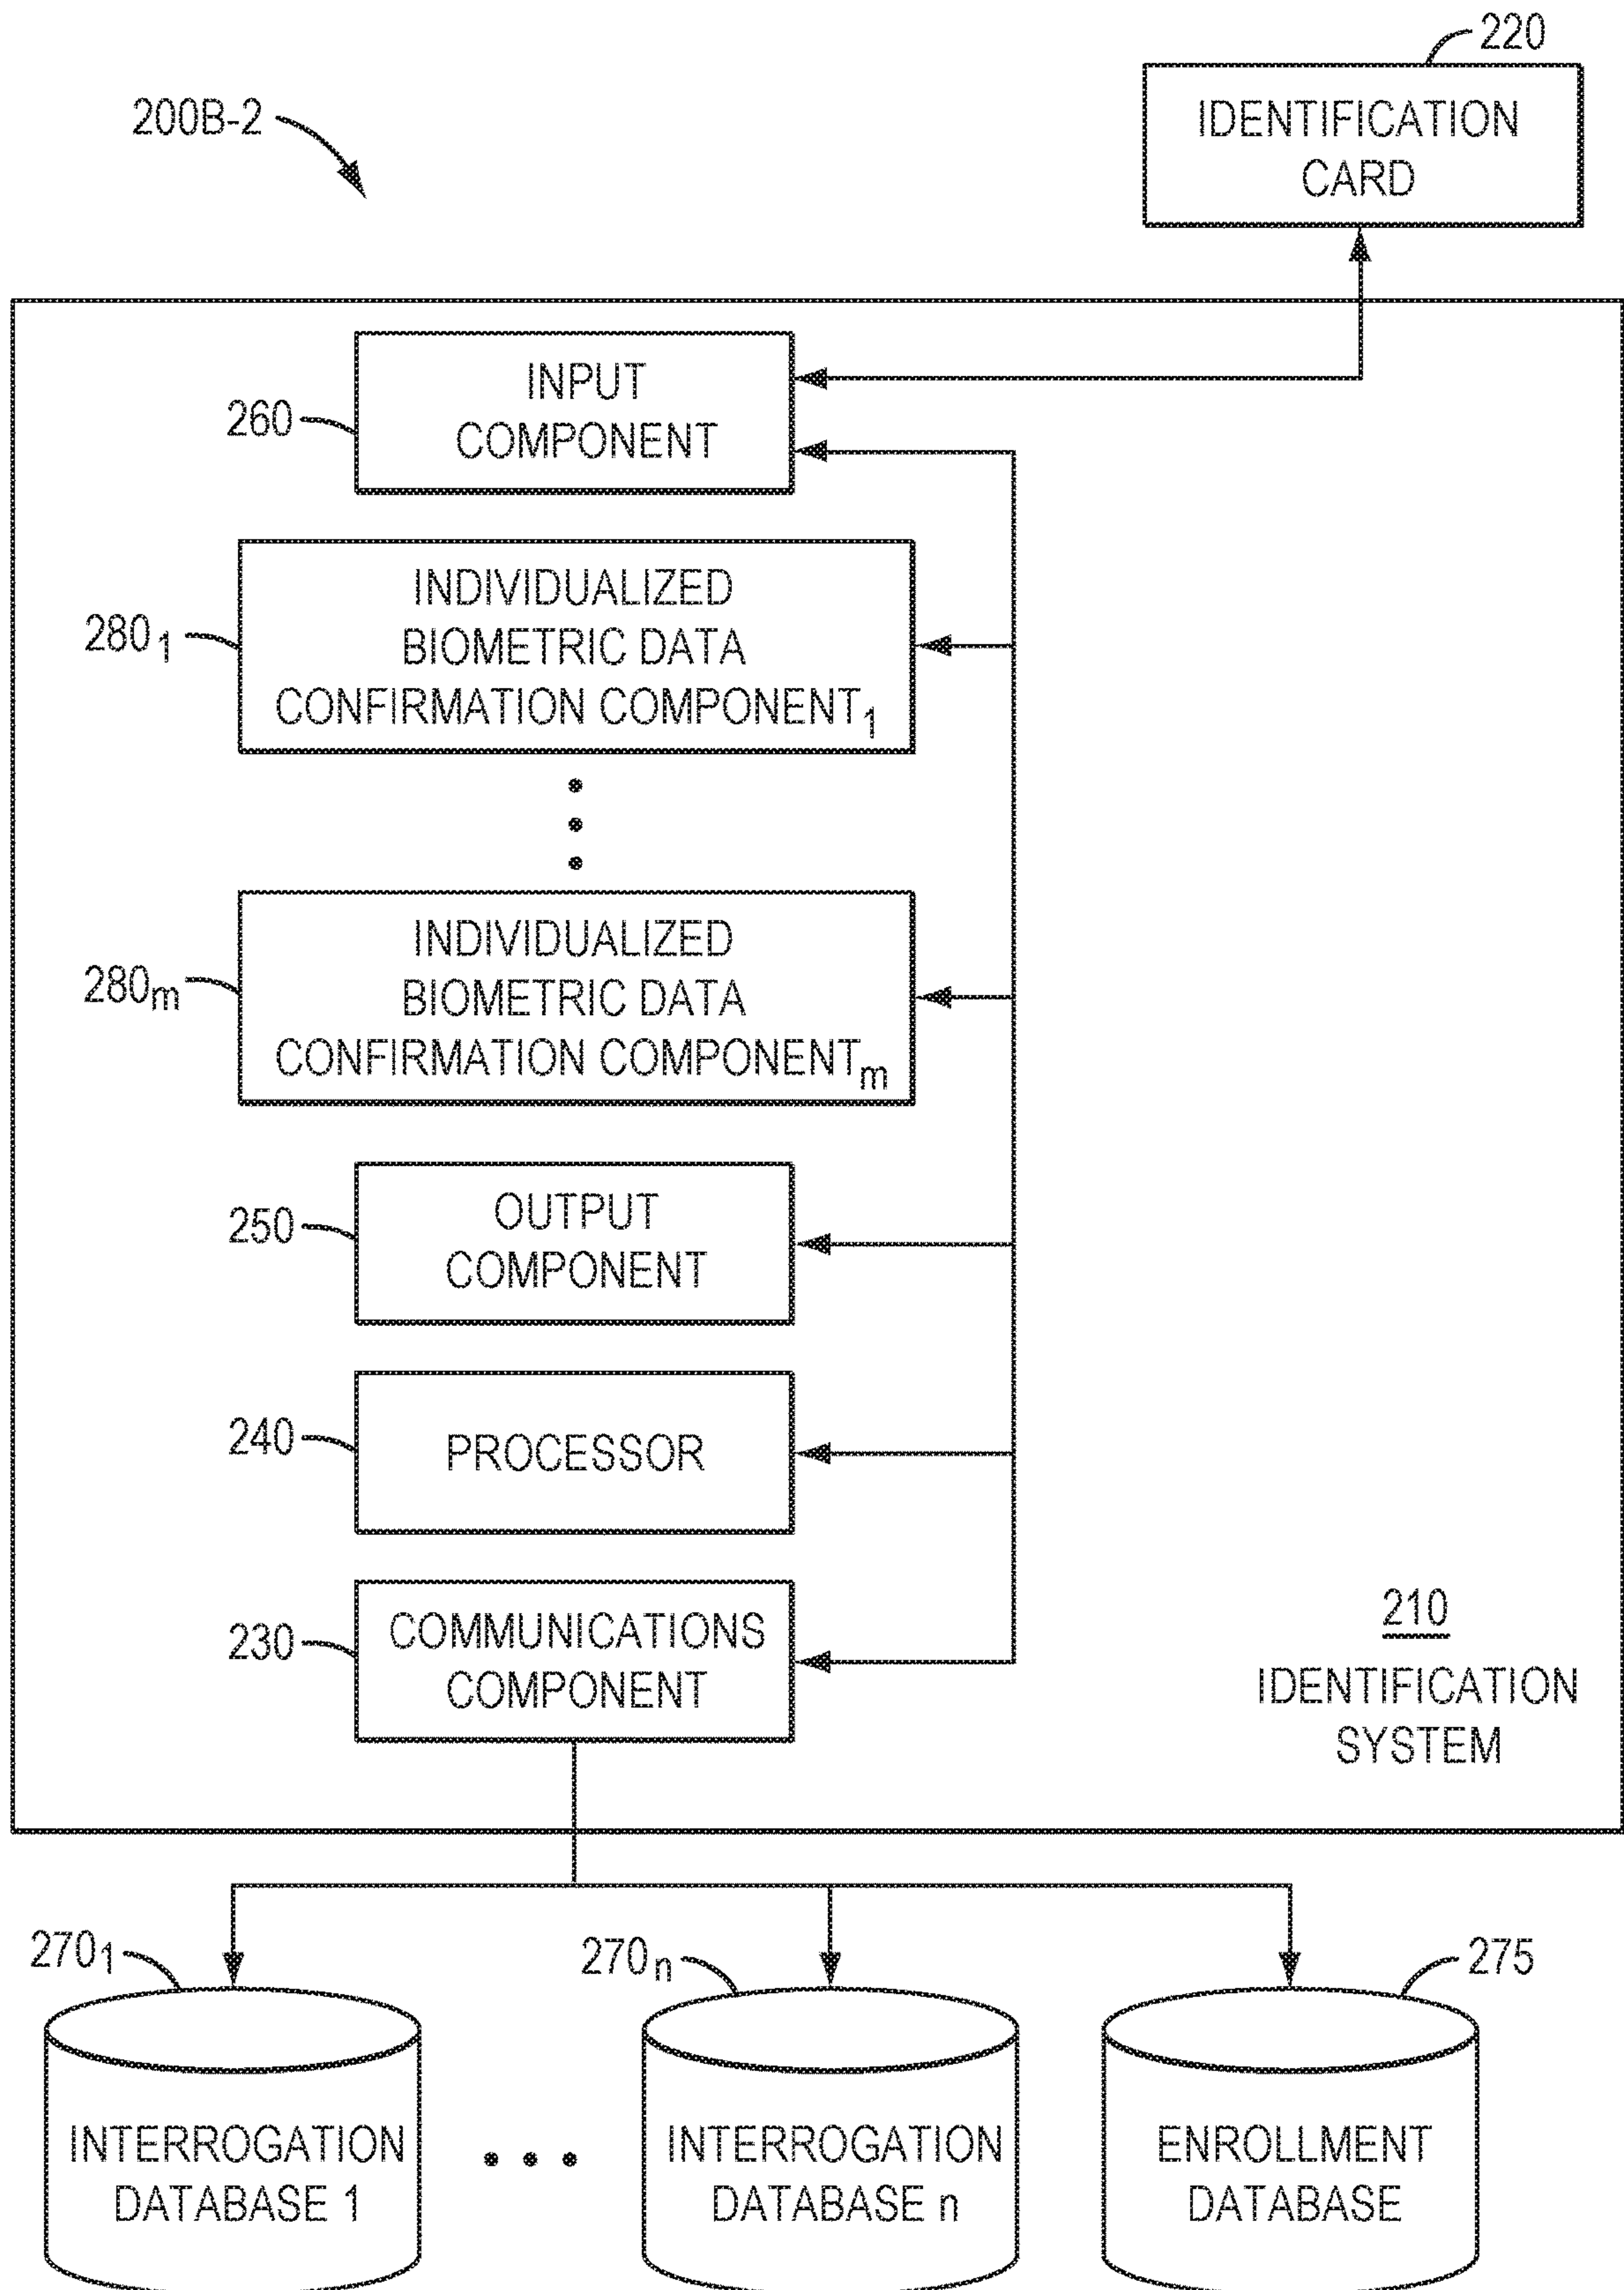 220
200B-2
IDENTIFICATION
CARD
INPUT
COMPONENT
260
INDIVIDUALIZED
BIOMETRIC DATA
CONFIRMATION COMPONENT₁
280₁
INDIVIDUALIZED
BIOMETRIC DATA
CONFIRMATION COMPONENTₘ
280ₘ
OUTPUT
COMPONENT
250
PROCESSOR
240
COMMUNICATIONS
COMPONENT
230
210
IDENTIFICATION
SYSTEM
270₁
270ₙ
275
INTERROGATION
DATABASE 1
INTERROGATION
DATABASE n
ENROLLMENT
DATABASE